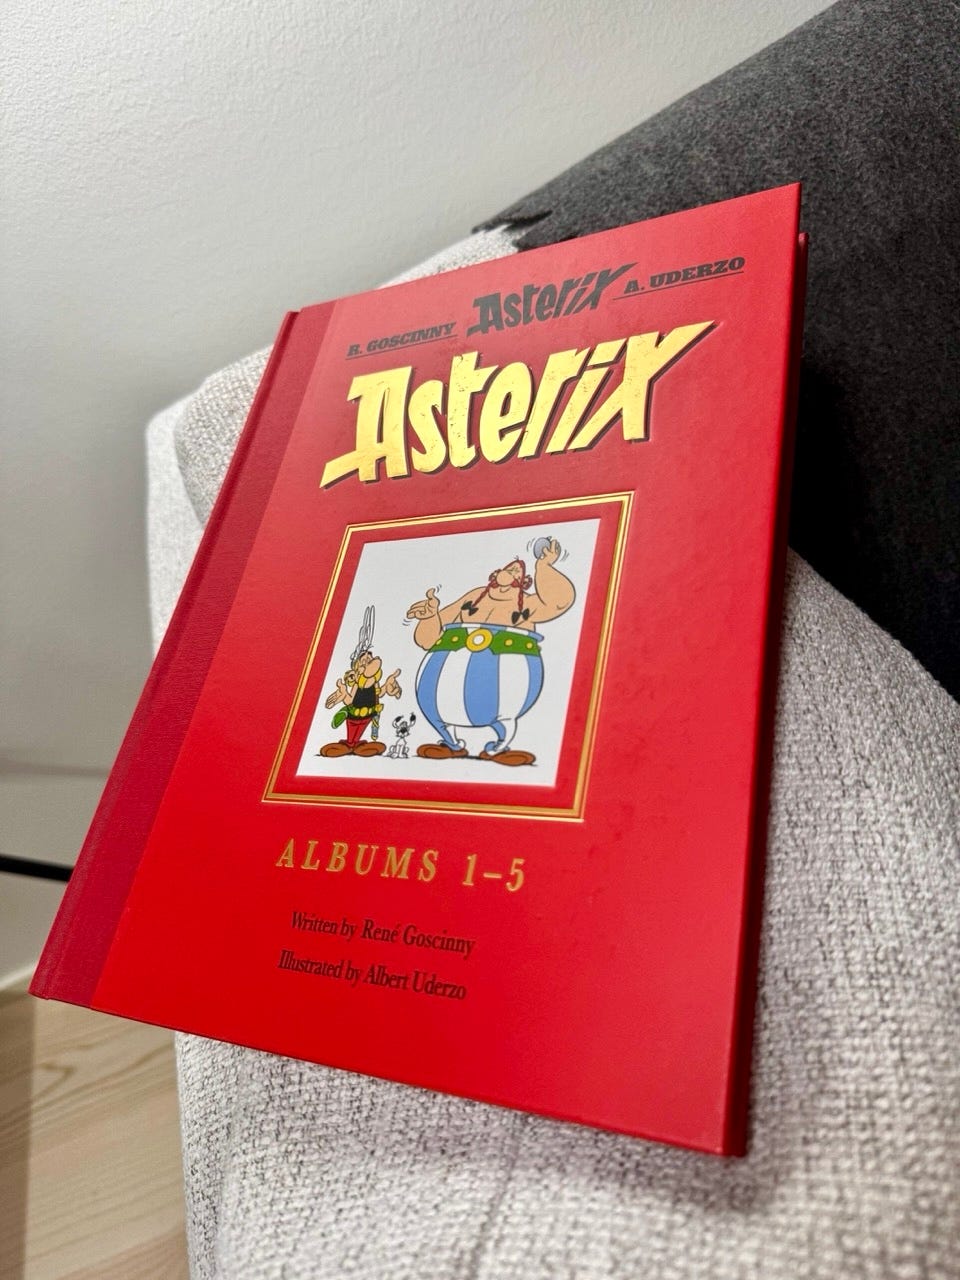 R. GOSCINNY Asterix A. UDERZO
Asterix
ALBUMS 1–5
Written by René Goscinny
Illustrated by Albert Uderzo